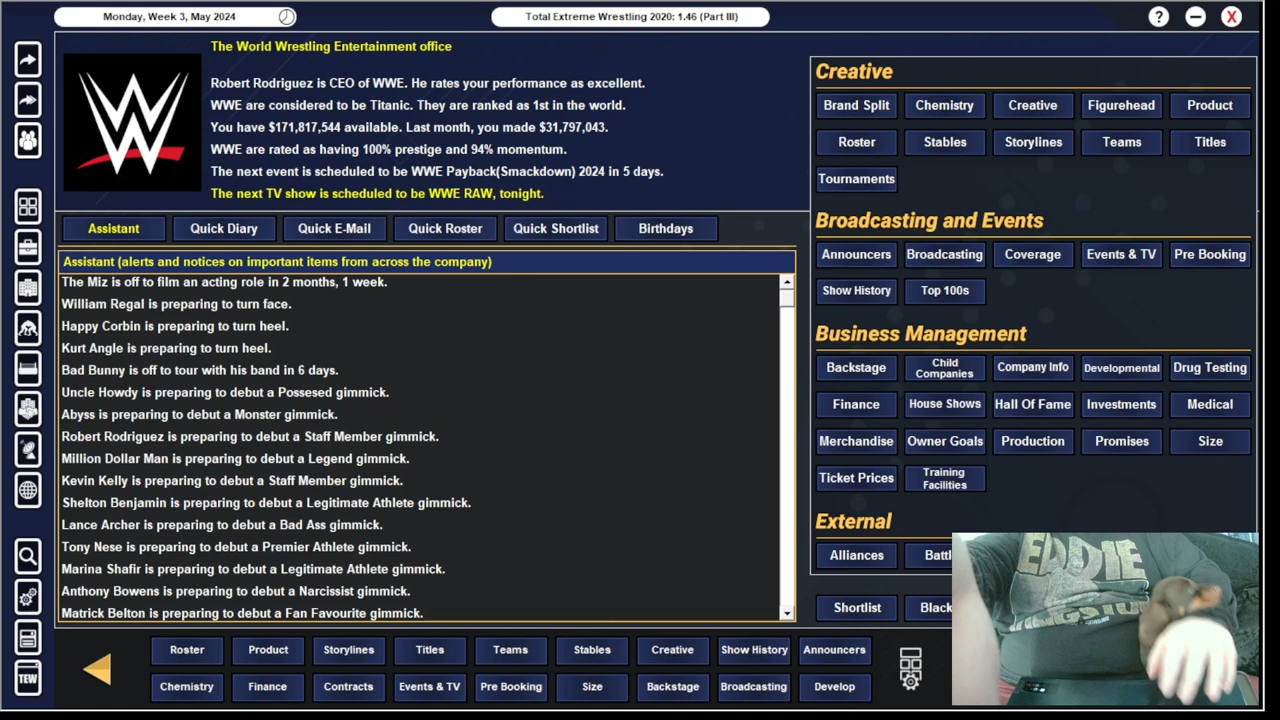 Monday, Week 3, May 2024
Total Extreme Wrestling 2020: 1.46 (Part III)
?
X
The World Wrestling Entertainment office
Robert Rodriguez is CEO of WWE. He rates your performance as excellent.
WWE are considered to be Titanic. They are ranked as 1st in the world.
You have $171,817,544 available. Last month, you made $31,797,043.
WWE are rated as having 100% prestige and 94% momentum.
The next event is scheduled to be WWE Payback(Smackdown) 2024 in 5 days.
The next TV show is scheduled to be WWE RAW, tonight.
Assistant Quick Diary Quick E-Mail Quick Roster Quick Shortlist Birthdays
Assistant (alerts and notices on important items from across the company)
The Miz is off to film an acting role in 2 months, 1 week.
William Regal is preparing to turn face.
Happy Corbin is preparing to turn heel.
Kurt Angle is preparing to turn heel.
Bad Bunny is off to tour with his band in 6 days.
Uncle Howdy is preparing to debut a Possesed gimmick.
Abyss is preparing to debut a Monster gimmick.
Robert Rodriguez is preparing to debut a Staff Member gimmick.
Million Dollar Man is preparing to debut a Legend gimmick.
Kevin Kelly is preparing to debut a Staff Member gimmick.
Shelton Benjamin is preparing to debut a Legitimate Athlete gimmick.
Lance Archer is preparing to debut a Bad Ass gimmick.
Tony Nese is preparing to debut a Premier Athlete gimmick.
Marina Shafir is preparing to debut a Legitimate Athlete gimmick.
Anthony Bowens is preparing to debut a Narcissist gimmick.
Matrick Belton is preparing to debut a Fan Favourite gimmick.
Creative
Brand Split Chemistry Creative Figurehead Product
Roster Stables Storylines Teams Titles
Tournaments
Broadcasting and Events
Announcers Broadcasting Coverage Events & TV Pre Booking
Show History Top 100s
Business Management
Backstage Child Companies Company Info Developmental Drug Testing
Finance House Shows Hall Of Fame Investments Medical
Merchandise Owner Goals Production Promises Size
Ticket Prices Training Facilities
External
Alliances Battl
Shortlist Black
EDDIE
KINGSTON
Roster Product Storylines Titles Teams Stables Creative Show History Announcers
Chemistry Finance Contracts Events & TV Pre Booking Size Backstage Broadcasting Develop
TEW